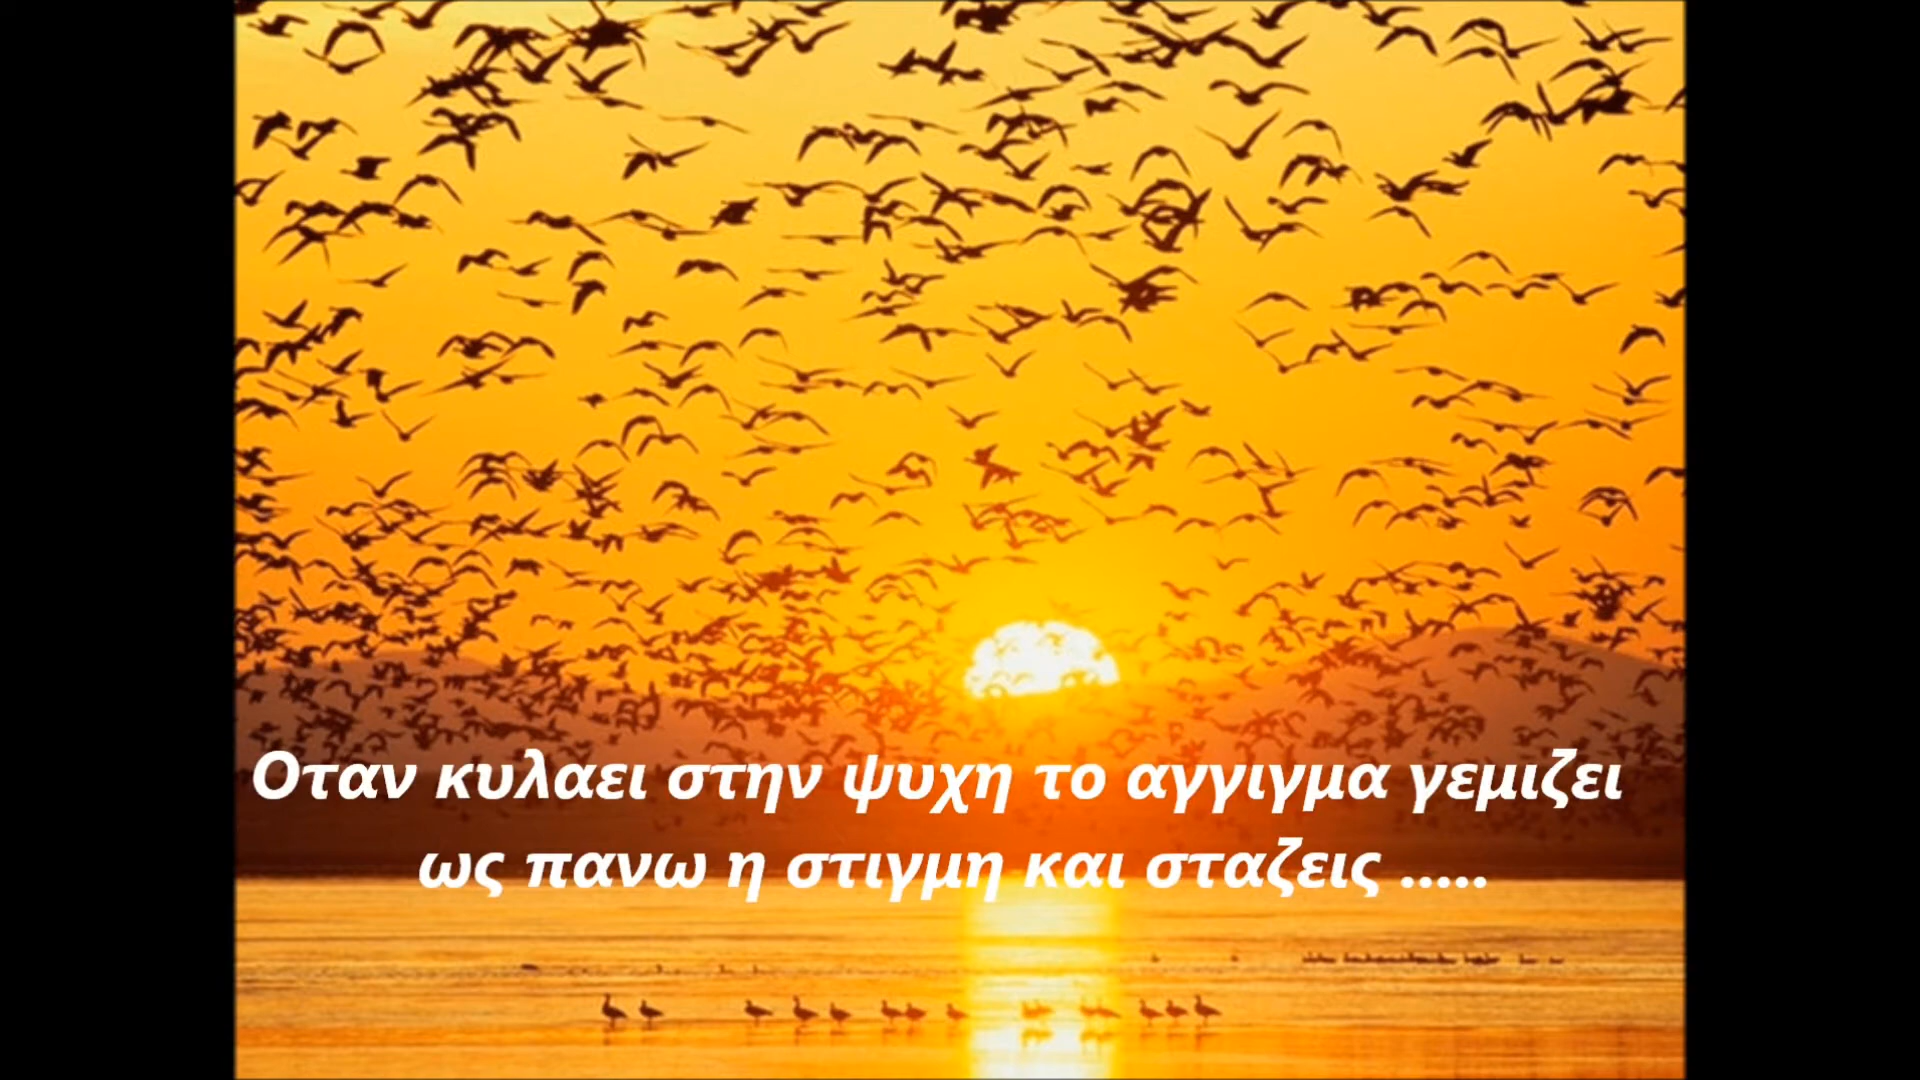 Οταν κυλαει στην ψυχη το αγγιγμα γεμιζει
ως πανω η στιγμη και σταζεις .....